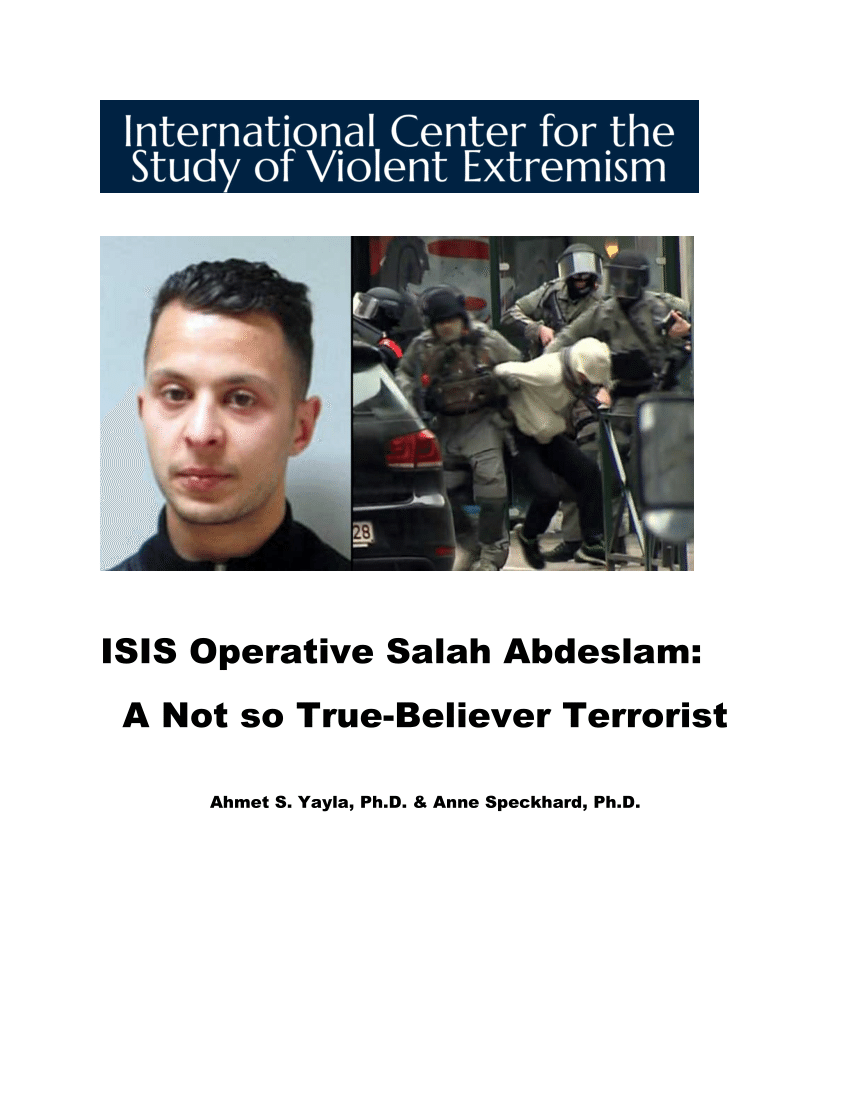 International Center for the
Study of Violent Extremism
28
ISIS Operative Salah Abdeslam:
A Not so True-Believer Terrorist
Ahmet S. Yayla, Ph.D. & Anne Speckhard, Ph.D.